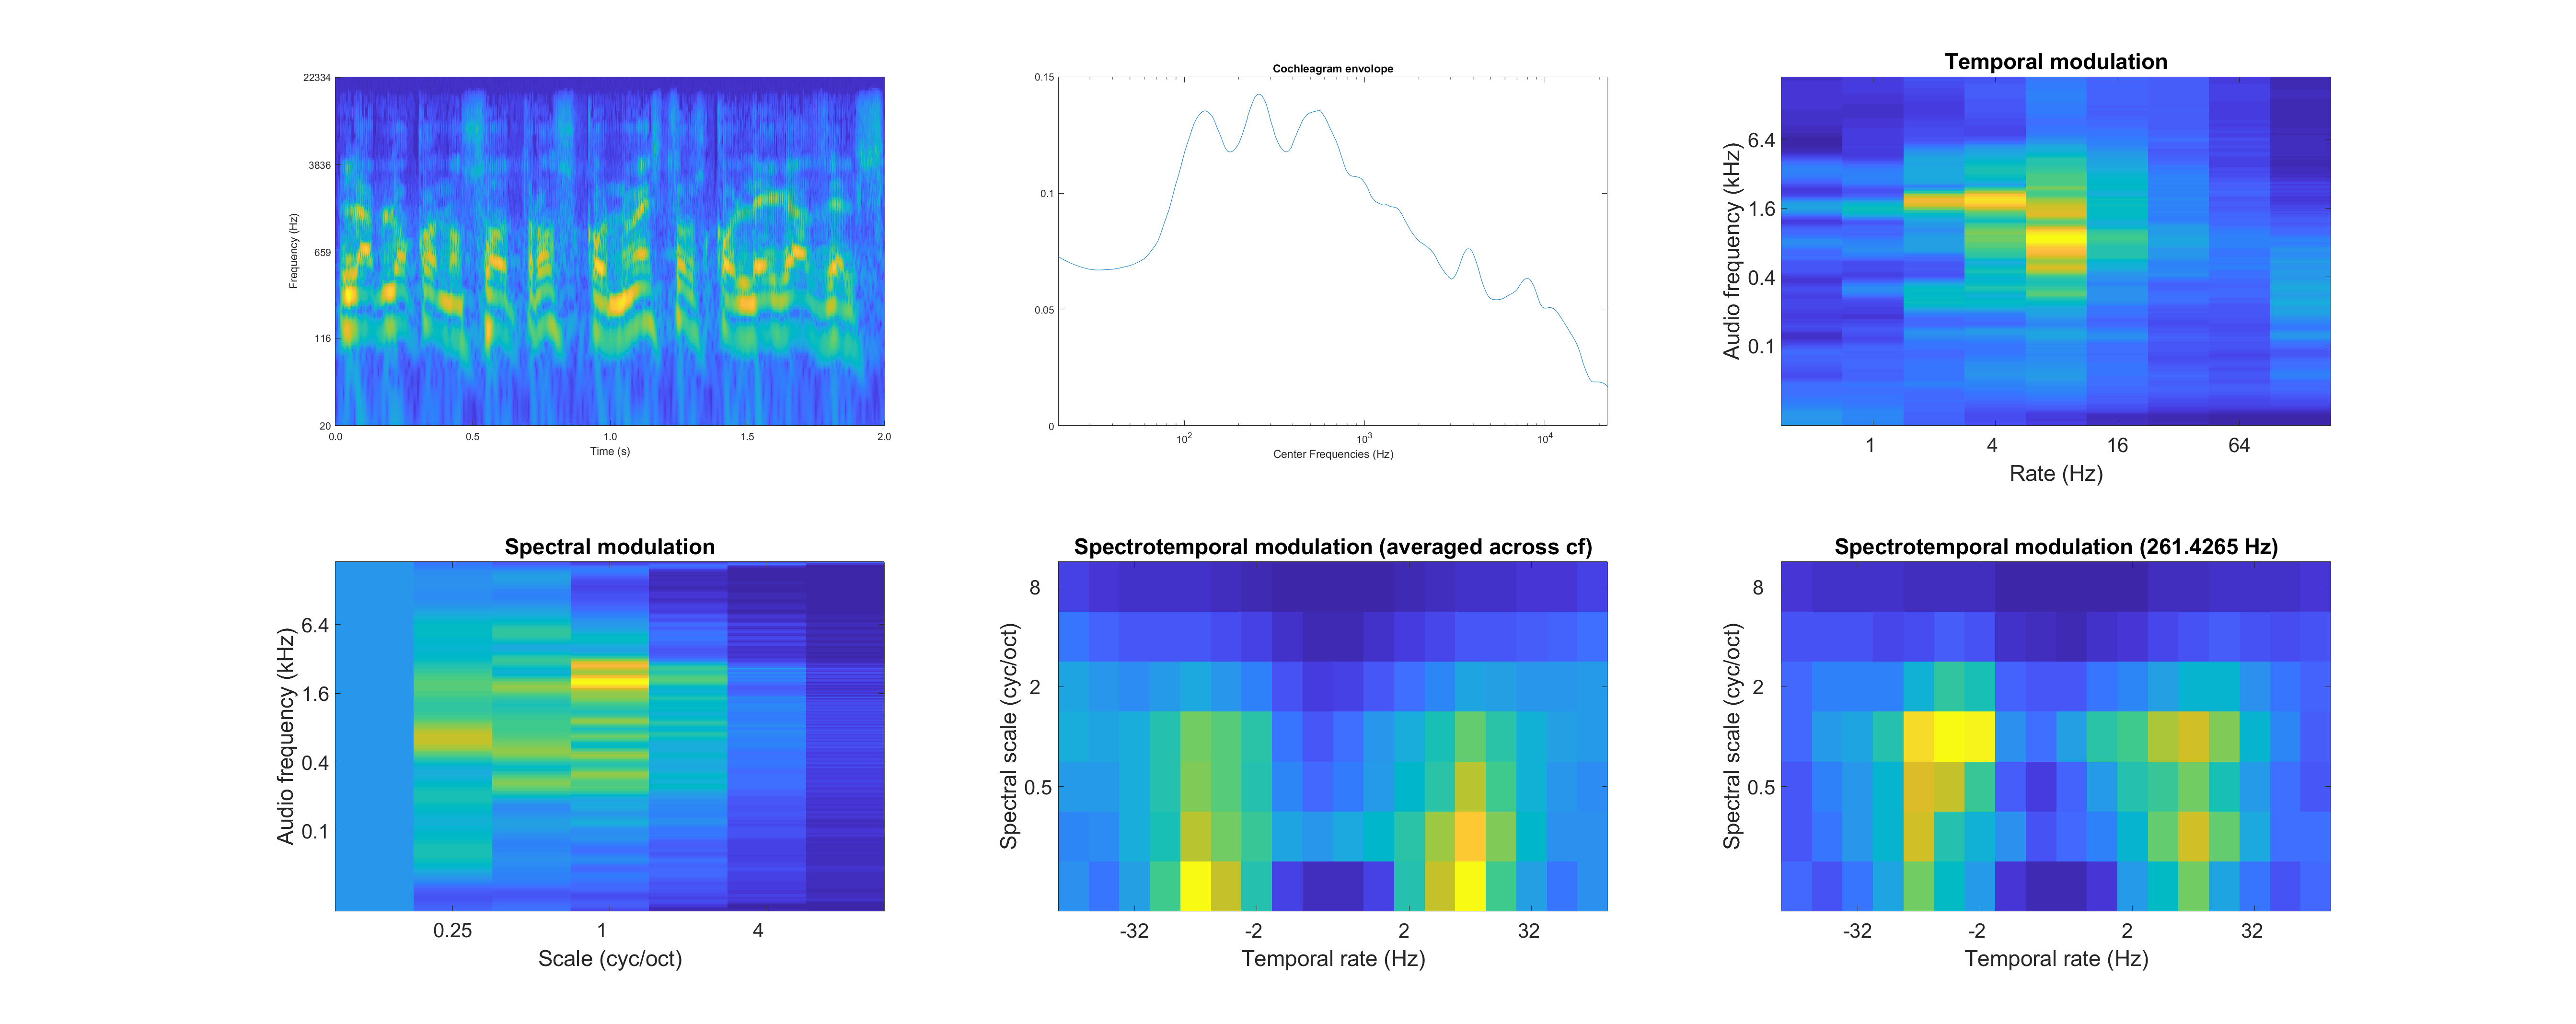 22334
3836
659
116
20
Frequency (Hz)
0.0 0.5 1.0 1.5 2.0
Time (s)
Cochleagram envolope
0.15
0.1
0.05
0
10^2 10^3 10^4
Center Frequencies (Hz)
Temporal modulation
6.4
1.6
0.4
0.1
Audio frequency (kHz)
1 4 16 64
Rate (Hz)
Spectral modulation
6.4
1.6
0.4
0.1
Audio frequency (kHz)
0.25 1 4
Scale (cyc/oct)
Spectrotemporal modulation (averaged across cf)
8
2
0.5
Spectral scale (cyc/oct)
-32 -2 2 32
Temporal rate (Hz)
Spectrotemporal modulation (261.4265 Hz)
8
2
0.5
Spectral scale (cyc/oct)
-32 -2 2 32
Temporal rate (Hz)